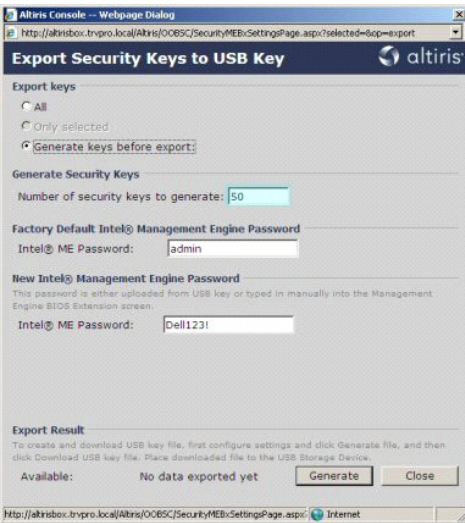 Altiris Console -- Webpage Dialog
http://altirisbox.trvpro.local/Altiris/OOBSC/SecurityMEBxSettingsPage.aspx?selected=&op=export
Export Security Keys to USB Key
altiris
Export keys
All
Only selected
Generate keys before export:
Generate Security Keys
Number of security keys to generate: 50
Factory Default Intel® Management Engine Password
Intel® ME Password: admin
New Intel® Management Engine Password
This password is either uploaded from USB key or typed in manually into the Management
Engine BIOS Extension screen.
Intel® ME Password: Dell123!
Export Result
To create and download USB key file, first configure settings and click Generate file, and then
click Download USB key file. Place downloaded file to the USB Storage Device.
Available: No data exported yet Generate Close
http://altirisbox.trvpro.local/Altiris/OOBSC/SecurityMEBxSettingsPage.aspx? Internet